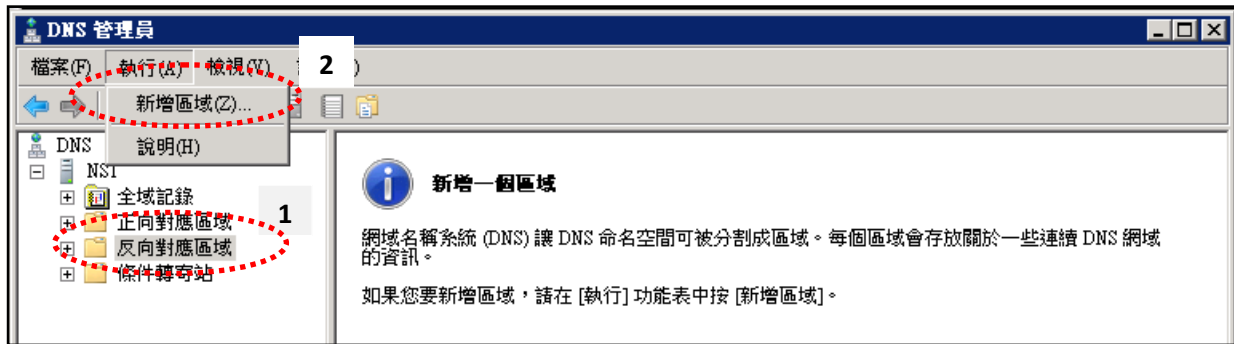 DNS 管理員
檔案(F) 執行(A) 檢視(V) )
2
新增區域(Z)...
說明(H)
DNS
NS1
全域記錄
正向對應區域
1
反向對應區域
條件轉寄站
新增一個區域
網域名稱系統 (DNS) 讓 DNS 命名空間可被分割成區域。每個區域會存放關於一些連續 DNS 網域
的資訊。
如果您要新增區域，請在 [執行] 功能表中按 [新增區域]。